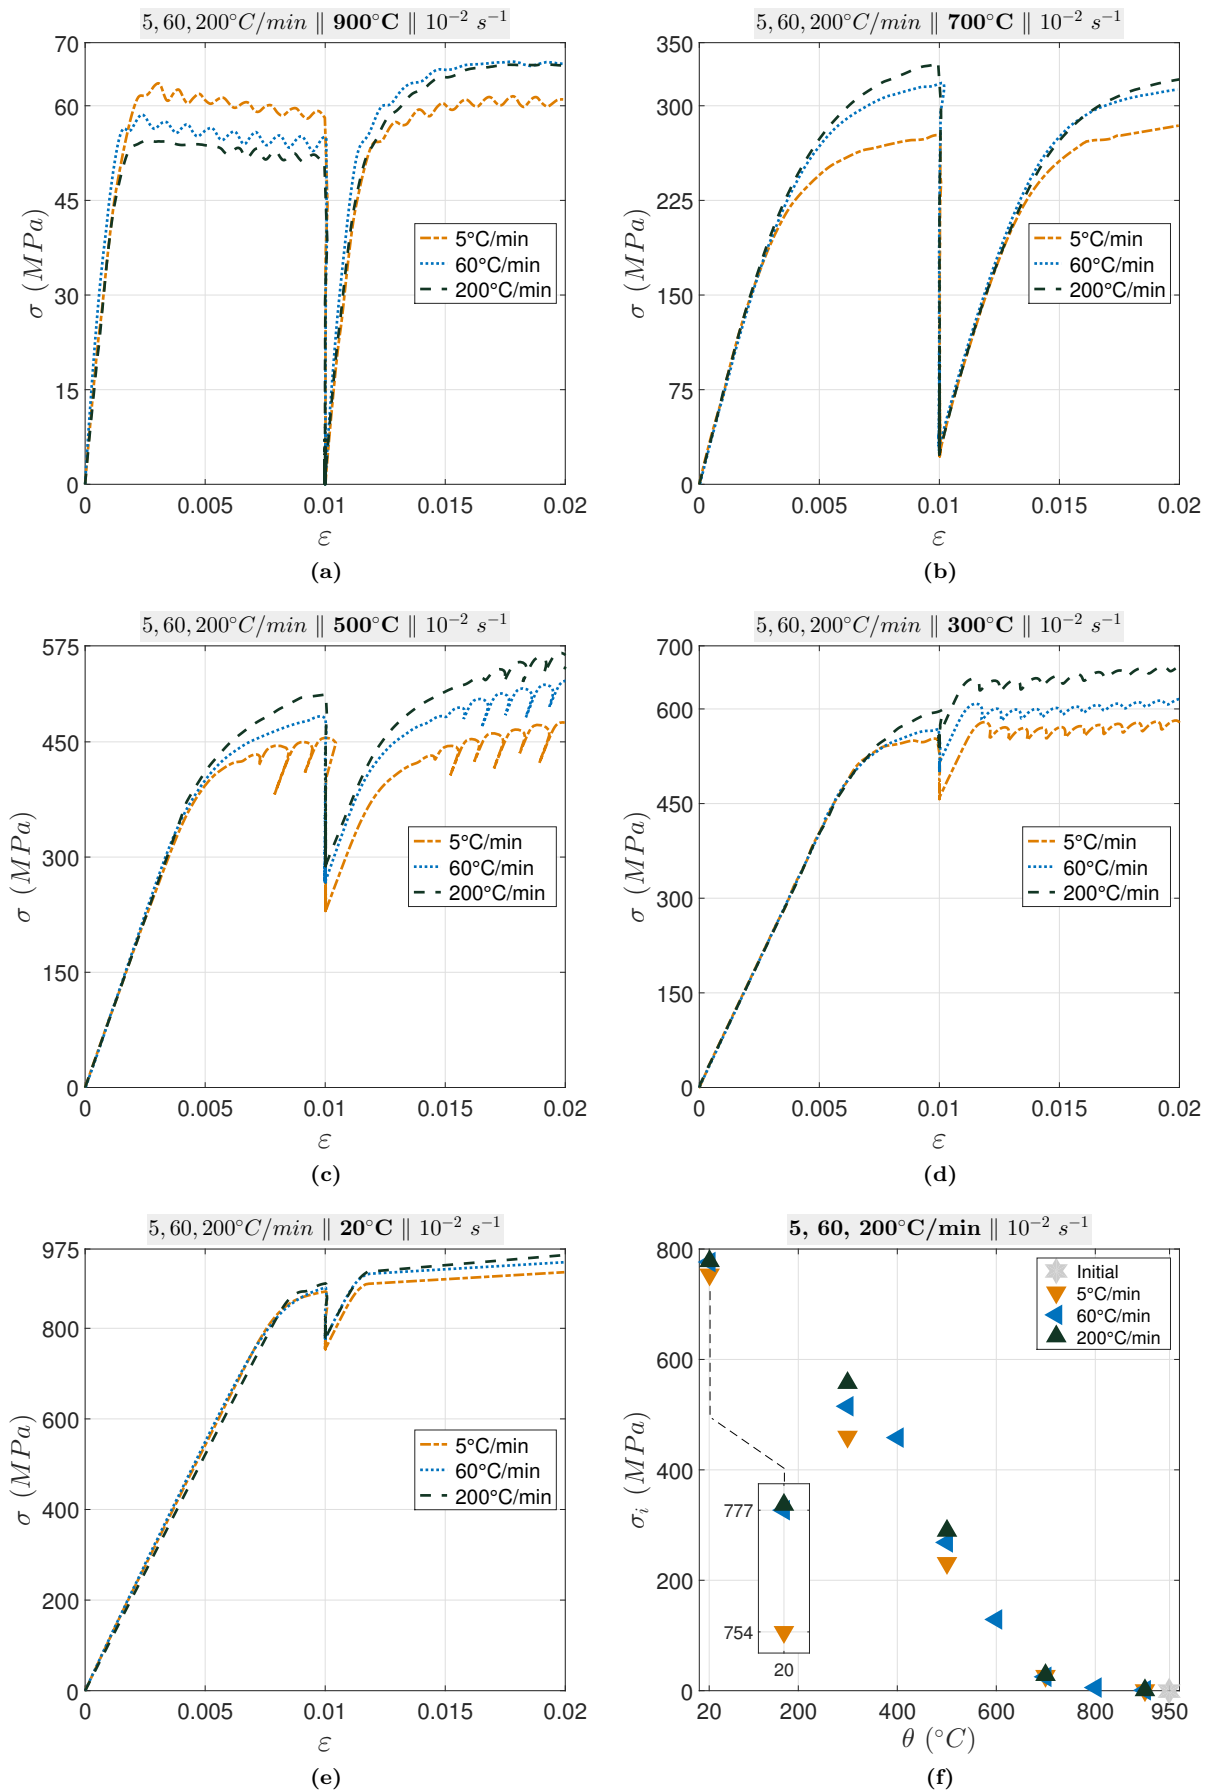 5, 60, 200°C/min ∥ 900°C ∥ 10⁻² s⁻¹
70
60
45
30
15
0
σ (MPa)
5°C/min
60°C/min
200°C/min
0 0.005 0.01 0.015 0.02
ε
(a)
5, 60, 200°C/min ∥ 700°C ∥ 10⁻² s⁻¹
350
300
225
150
75
0
σ (MPa)
5°C/min
60°C/min
200°C/min
0 0.005 0.01 0.015 0.02
ε
(b)
5, 60, 200°C/min ∥ 500°C ∥ 10⁻² s⁻¹
575
450
300
150
0
σ (MPa)
5°C/min
60°C/min
200°C/min
0 0.005 0.01 0.015 0.02
ε
(c)
5, 60, 200°C/min ∥ 300°C ∥ 10⁻² s⁻¹
700
600
450
300
150
0
σ (MPa)
5°C/min
60°C/min
200°C/min
0 0.005 0.01 0.015 0.02
ε
(d)
5, 60, 200°C/min ∥ 20°C ∥ 10⁻² s⁻¹
975
800
600
400
200
0
σ (MPa)
5°C/min
60°C/min
200°C/min
0 0.005 0.01 0.015 0.02
ε
(e)
5, 60, 200°C/min ∥ 10⁻² s⁻¹
800
600
400
200
0
σᵢ (MPa)
Initial
5°C/min
60°C/min
200°C/min
777
754
20
20 200 400 600 800 950
θ (°C)
(f)